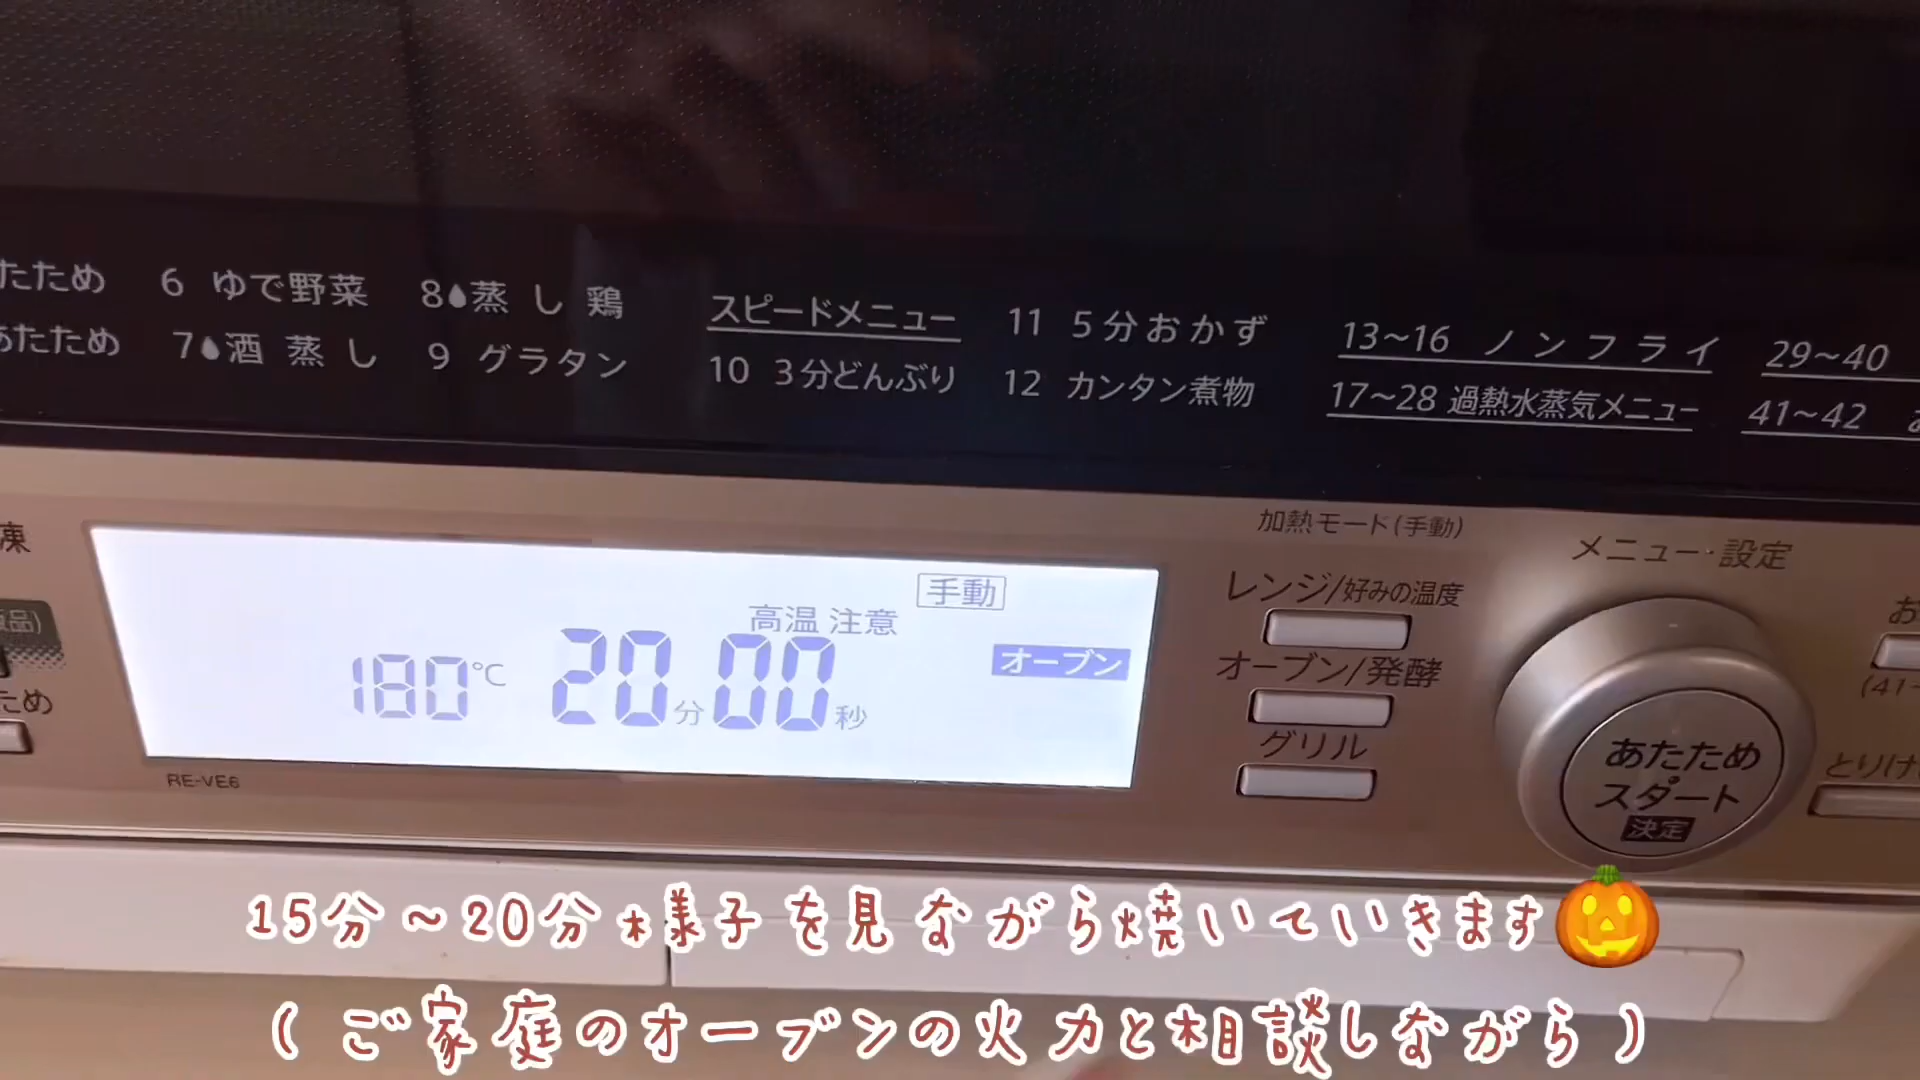 たため 6 ゆで野菜 8 蒸し鶏 スピードメニュー 11 5分おかず 13~16 ノンフライ 29~40
あたため 7 酒蒸し 9 グラタン 10 3分どんぶり 12 カンタン煮物 17~28 過熱水蒸気メニュー 41~42
凍
加熱モード(手動)
メニュー・設定
手動
高温 注意
180℃ 20分00秒
オーブン
レンジ/好みの温度
オーブン/発酵
グリル
ため
RE-VE6
あたため
スタート
決定
お
(41~
とりけ
15分~20分様子を見ながら焼いていきます🎃
(ご家庭のオーブンの火力と相談しながら)